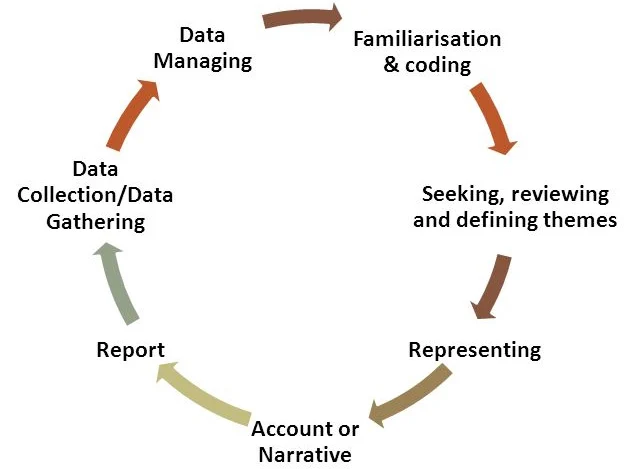 Data
Managing
Familiarisation
& coding
Seeking, reviewing
and defining themes
Representing
Account or
Narrative
Report
Data
Collection/Data
Gathering